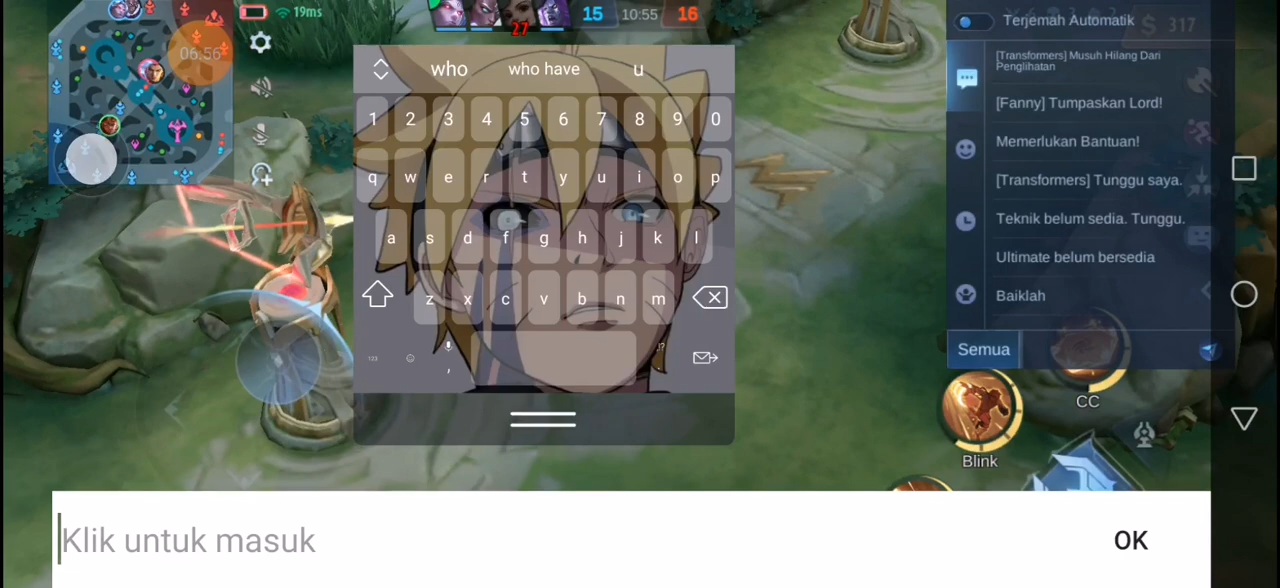 19ms
06:56
15 10:55 16
27
$ 317
Terjemah Automatik
[Transformers] Musuh Hilang Dari
Penglihatan
[Fanny] Tumpaskan Lord!
Memerlukan Bantuan!
[Transformers] Tunggu saya.
Teknik belum sedia. Tunggu.
Ultimate belum bersedia
Baiklah
Semua
who who have u
1 2 3 4 5 6 7 8 9 0
q w e r t y u i o p
a s d f g h j k l
z x c v b n m
123 , !?
CC
Blink
Klik untuk masuk
OK